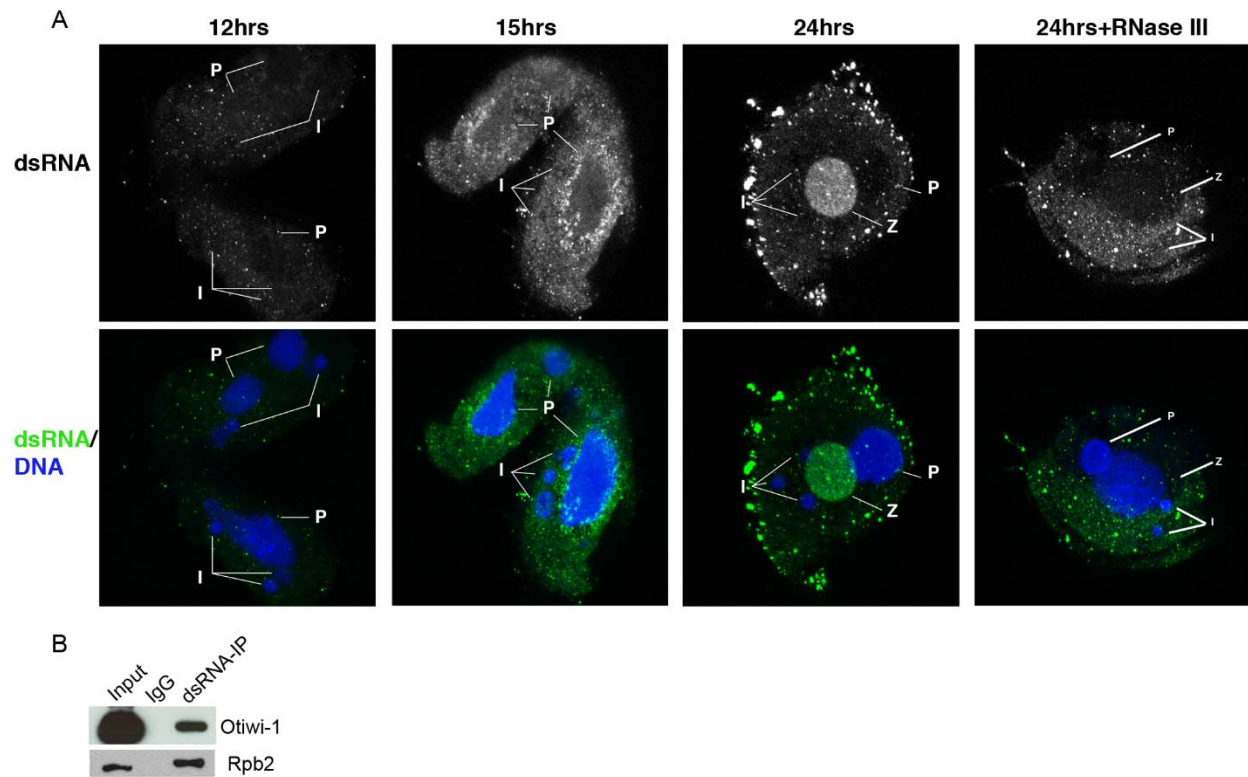 A
12hrs 15hrs 24hrs 24hrs+RNase III
dsRNA
P I P I
P I
I P Z
P Z I
dsRNA/
DNA
P I P I
P I
I P Z
P Z I
B
Input IgG dsRNA-IP
Otiwi-1
Rpb2